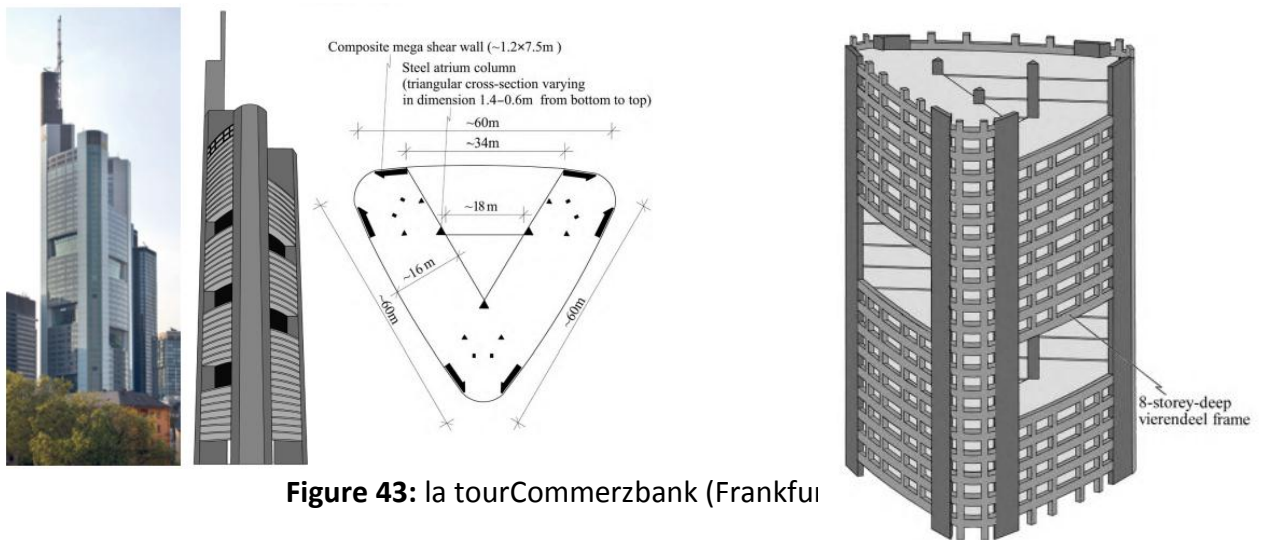 Composite mega shear wall (~1.2×7.5m )
Steel atrium column
(triangular cross-section varying
in dimension 1.4–0.6m from bottom to top)
~60m
~34m
~18 m
~16 m
~60m
~60m
8-storey-deep
vierendeel frame
Figure 43: la tourCommerzbank (Frankfu